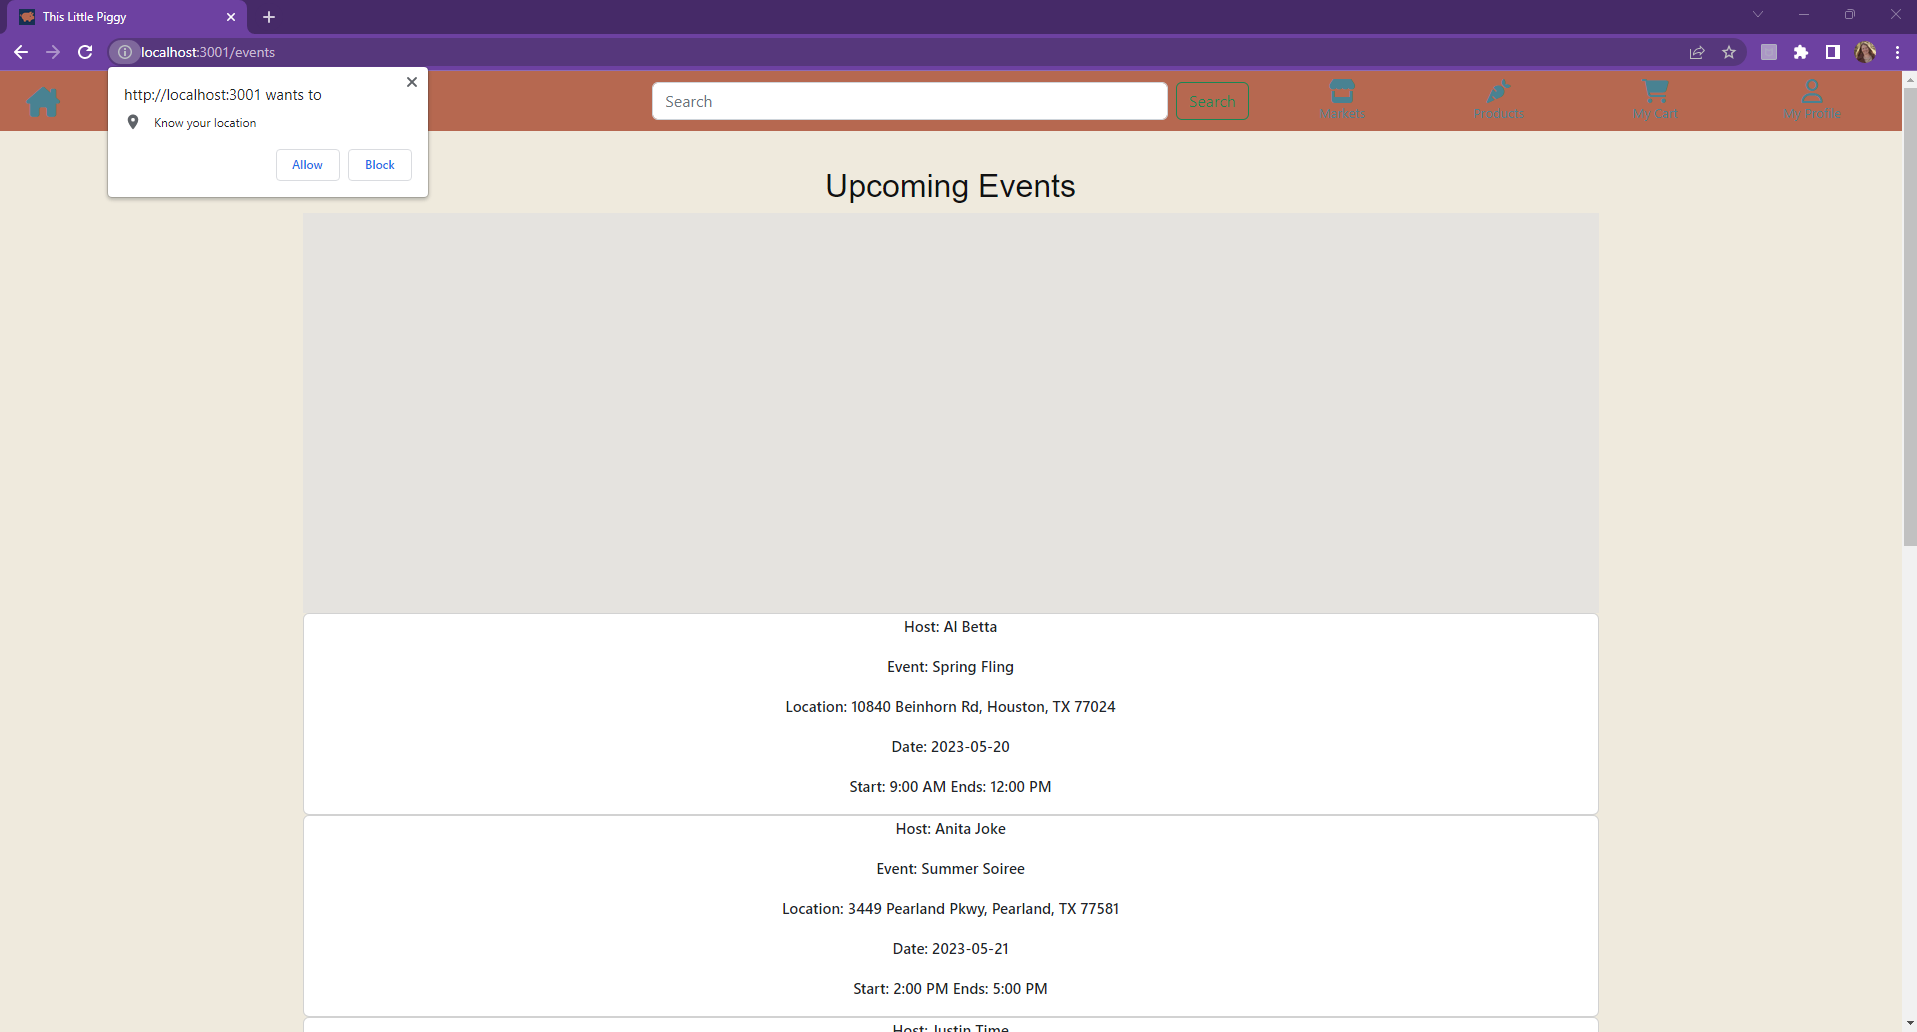 This Little Piggy
localhost:3001/events
http://localhost:3001 wants to
Know your location
Allow
Block
Search
Search
Markets
Products
My Cart
My Profile
Upcoming Events
Host: Al Betta
Event: Spring Fling
Location: 10840 Beinhorn Rd, Houston, TX 77024
Date: 2023-05-20
Start: 9:00 AM Ends: 12:00 PM
Host: Anita Joke
Event: Summer Soiree
Location: 3449 Pearland Pkwy, Pearland, TX 77581
Date: 2023-05-21
Start: 2:00 PM Ends: 5:00 PM
Host: Justin Time